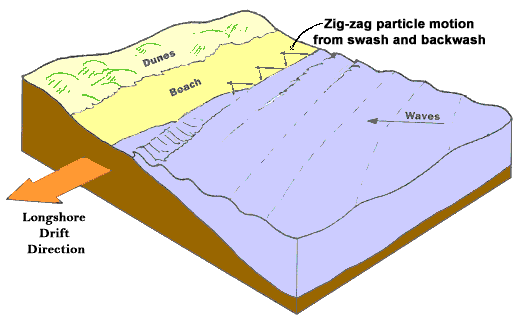 Zig-zag particle motion
from swash and backwash
Dunes
Beach
Waves
Longshore
Drift
Direction